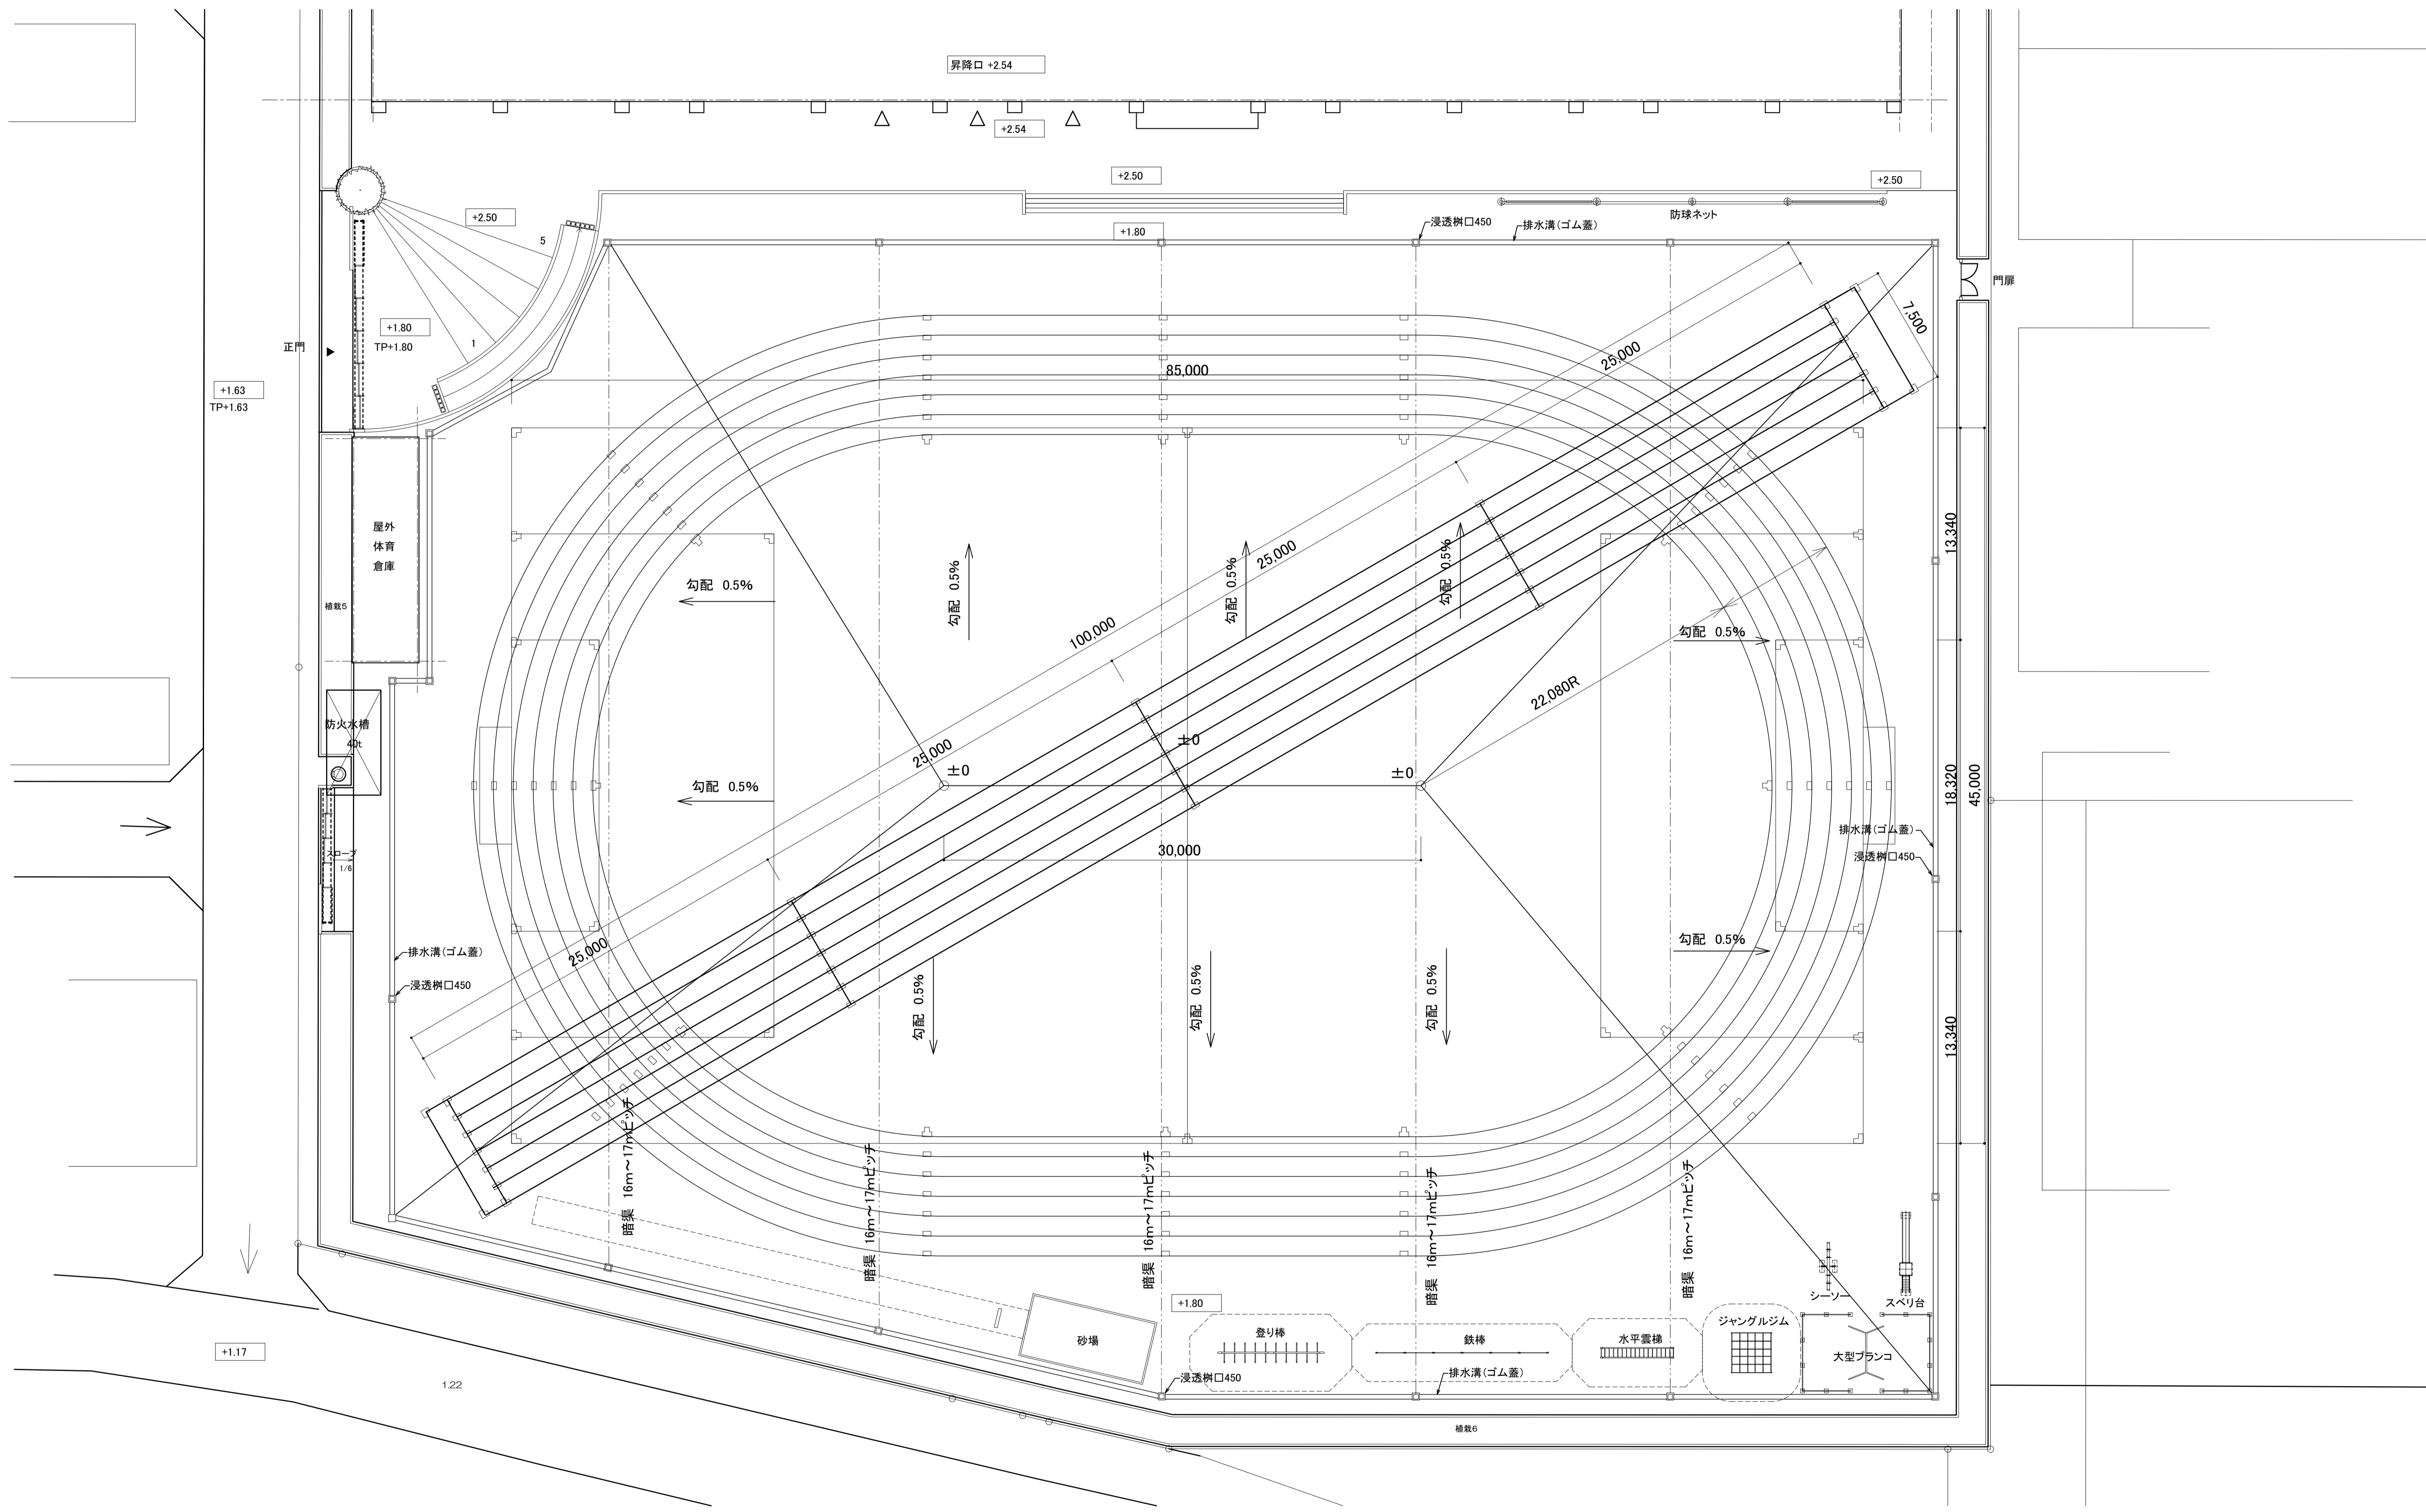 昇降口 +2.54
+2.54
+2.50
+2.50
+2.50
防球ネット
浸透桝□450
排水溝(ゴム蓋)
+1.80
5
門扉
7,500
+1.80
TP+1.80
正門
1
25,000
85,000
+1.63
TP+1.63
屋外
体育
倉庫
13,340
勾配 0.5%
勾配 0.5%
勾配 0.5%
25,000
勾配 0.5%
植栽5
100,000
勾配 0.5%
22,080R
防火水槽
40t
±0
25,000
±0
±0
勾配 0.5%
18,320
45,000
排水溝(ゴム蓋)
30,000
浸透桝□450
スロープ
1/6
25,000
勾配 0.5%
排水溝(ゴム蓋)
浸透桝□450
勾配 0.5%
勾配 0.5%
勾配 0.5%
13,340
暗渠 16m~17mピッチ
暗渠 16m~17mピッチ
暗渠 16m~17mピッチ
暗渠 16m~17mピッチ
暗渠 16m~17mピッチ
シーソー
スベリ台
+1.80
登り棒
砂場
鉄棒
水平雲梯
ジャングルジム
大型ブランコ
浸透桝□450
排水溝(ゴム蓋)
+1.17
1.22
植栽6